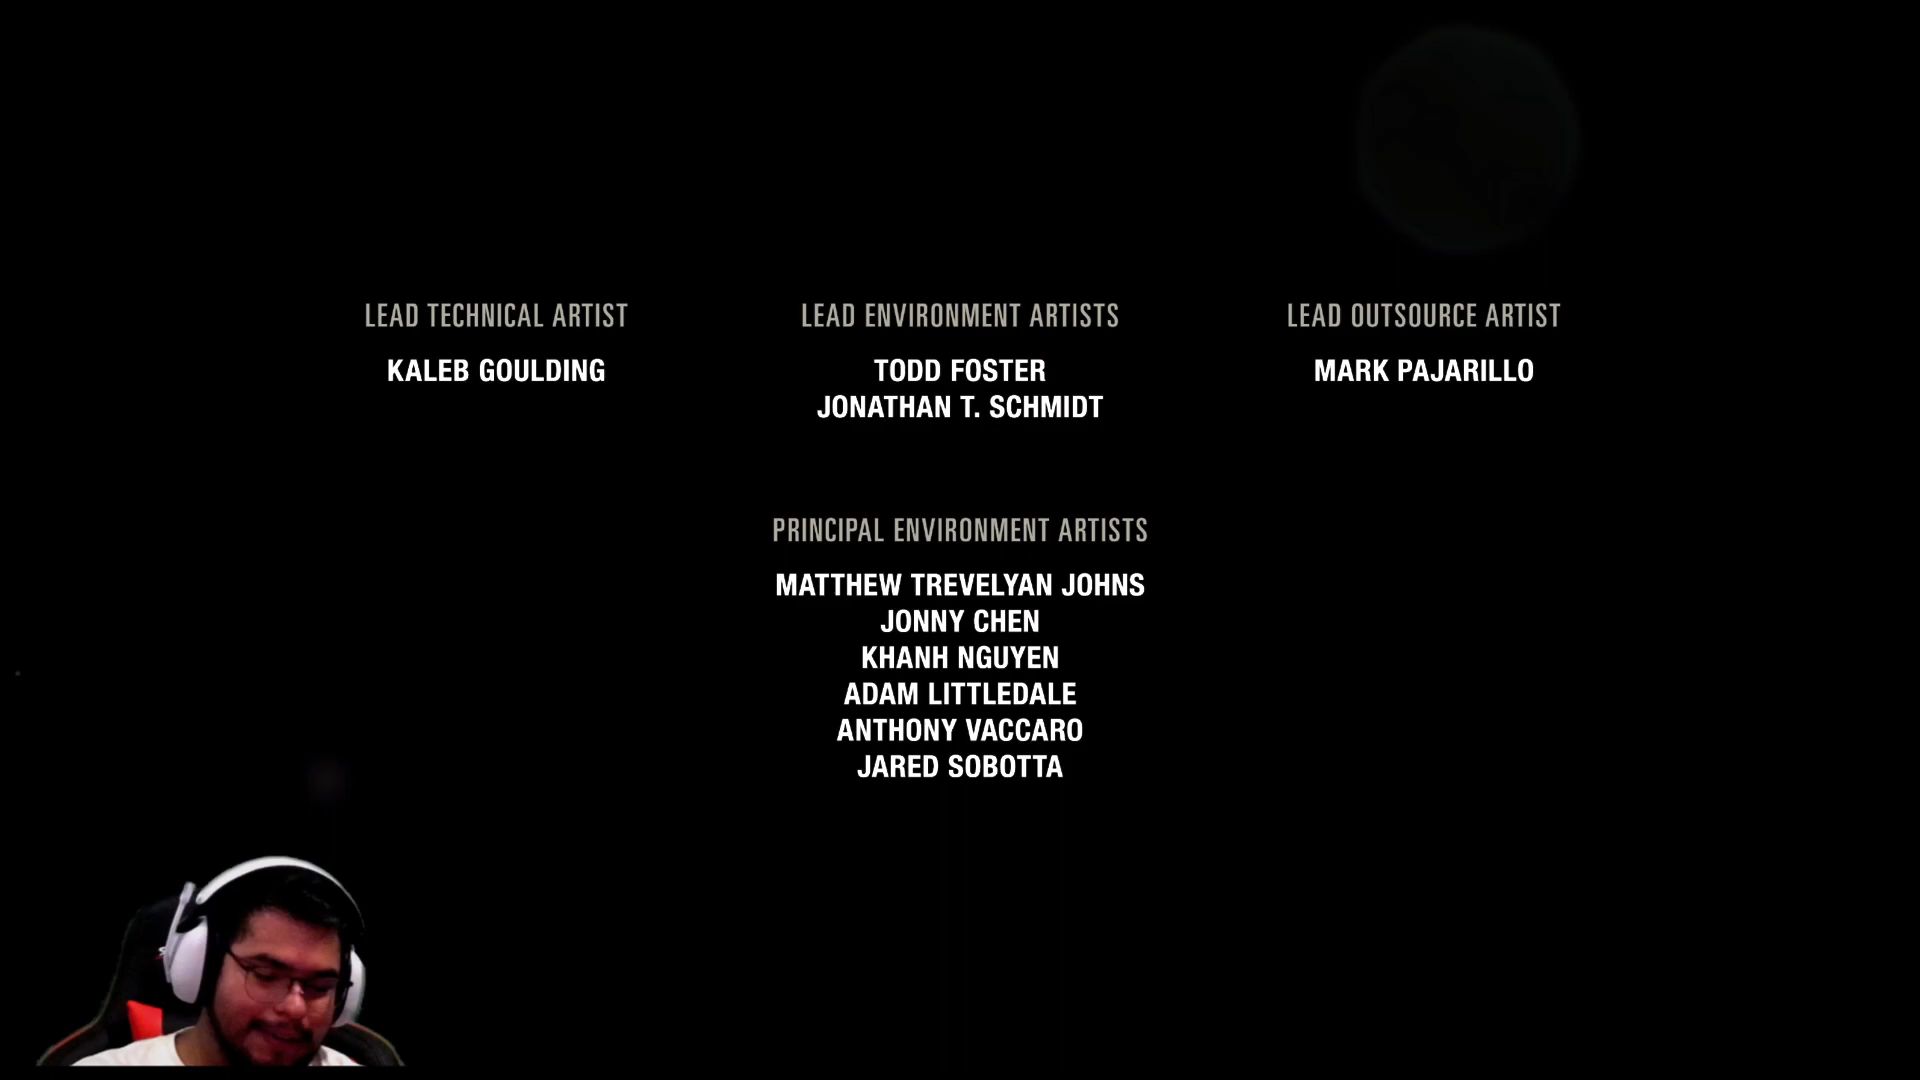 LEAD TECHNICAL ARTIST
KALEB GOULDING
LEAD ENVIRONMENT ARTISTS
TODD FOSTER
JONATHAN T. SCHMIDT
LEAD OUTSOURCE ARTIST
MARK PAJARILLO
PRINCIPAL ENVIRONMENT ARTISTS
MATTHEW TREVELYAN JOHNS
JONNY CHEN
KHANH NGUYEN
ADAM LITTLEDALE
ANTHONY VACCARO
JARED SOBOTTA